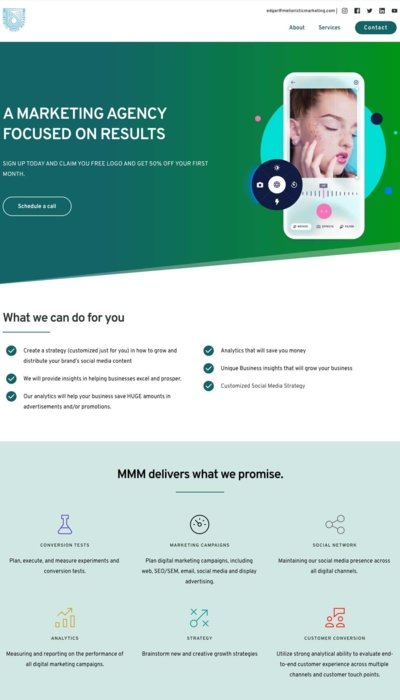 edgar@melioristicmarketing.com |
About Services Contact
A MARKETING AGENCY
FOCUSED ON RESULTS
SIGN UP TODAY AND CLAIM YOU FREE LOGO AND GET 50% OFF YOUR FIRST
MONTH.
Schedule a call
What we can do for you
Create a strategy (customized just for you) in how to grow and
distribute your brand's social media content
We will provide insights in helping businesses excel and prosper.
Our analytics will help your business save HUGE amounts in
advertisements and/or promotions.
Analytics that will save you money
Unique Business insights that will grow your business
Customized Social Media Strategy
MMM delivers what we promise.
CONVERSION TESTS
Plan, execute, and measure experiments and
conversion tests.
MARKETING CAMPAIGNS
Plan digital marketing campaigns, including
web, SEO/SEM, email, social media and display
advertising.
SOCIAL NETWORK
Maintaining our social media presence across
all digital channels.
ANALYTICS
Measuring and reporting on the performance of
all digital marketing campaigns.
STRATEGY
Brainstorm new and creative growth strategies
CUSTOMER CONVERSION
Utilize strong analytical ability to evaluate end-
to-end customer experience across multiple
channels and customer touch points.